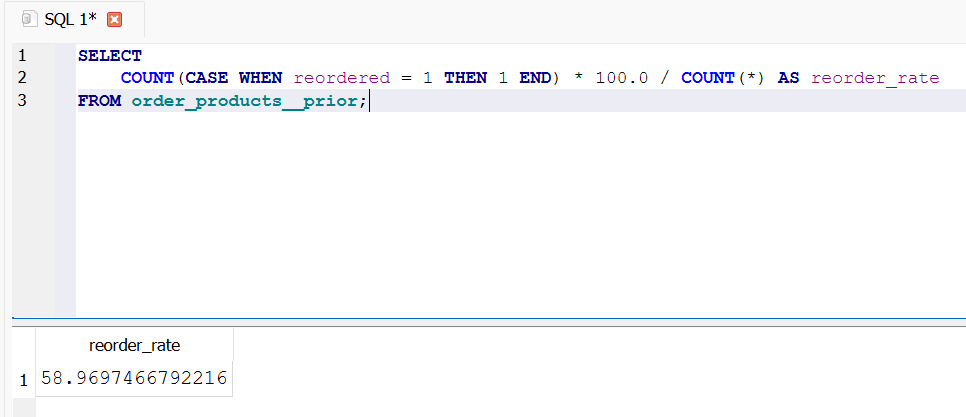 SQL 1*
1 SELECT
2 COUNT(CASE WHEN reordered = 1 THEN 1 END) * 100.0 / COUNT(*) AS reorder_rate
3 FROM order_products__prior;
reorder_rate
1 58.9697466792216